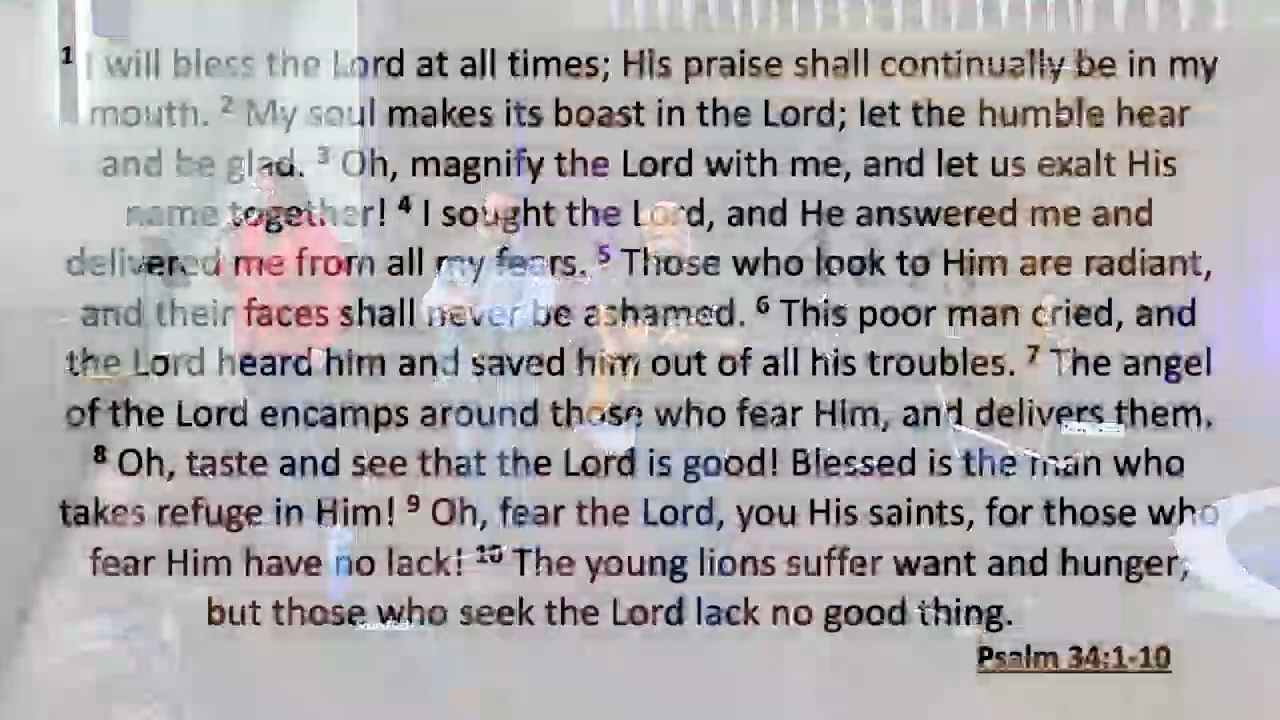 1 I will bless the Lord at all times; His praise shall continually be in my
mouth. 2 My soul makes its boast in the Lord; let the humble hear
and be glad. 3 Oh, magnify the Lord with me, and let us exalt His
name together! 4 I sought the Lord, and He answered me and
delivered me from all my fears. 5 Those who look to Him are radiant,
and their faces shall never be ashamed. 6 This poor man cried, and
the Lord heard him and saved him out of all his troubles. 7 The angel
of the Lord encamps around those who fear Him, and delivers them.
8 Oh, taste and see that the Lord is good! Blessed is the man who
takes refuge in Him! 9 Oh, fear the Lord, you His saints, for those who
fear Him have no lack! 10 The young lions suffer want and hunger;
but those who seek the Lord lack no good thing.
Psalm 34:1-10